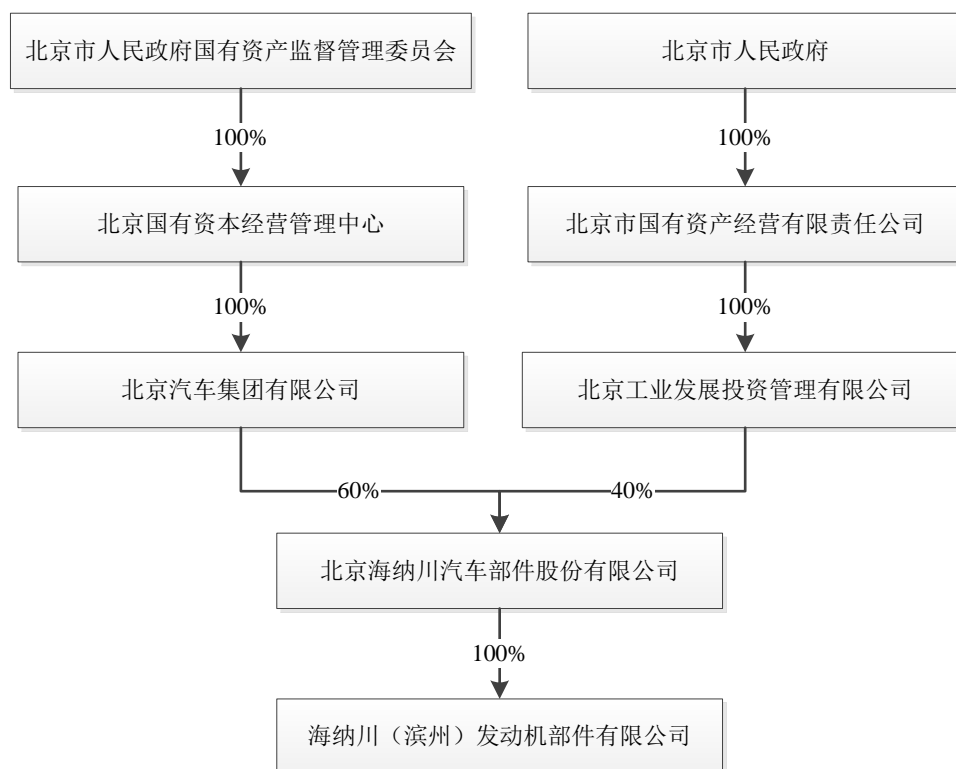 北京市人民政府国有资产监督管理委员会
北京市人民政府
100%
100%
北京国有资本经营管理中心
北京市国有资产经营有限责任公司
100%
100%
北京汽车集团有限公司
北京工业发展投资管理有限公司
60%
40%
北京海纳川汽车部件股份有限公司
100%
海纳川（滨州）发动机部件有限公司